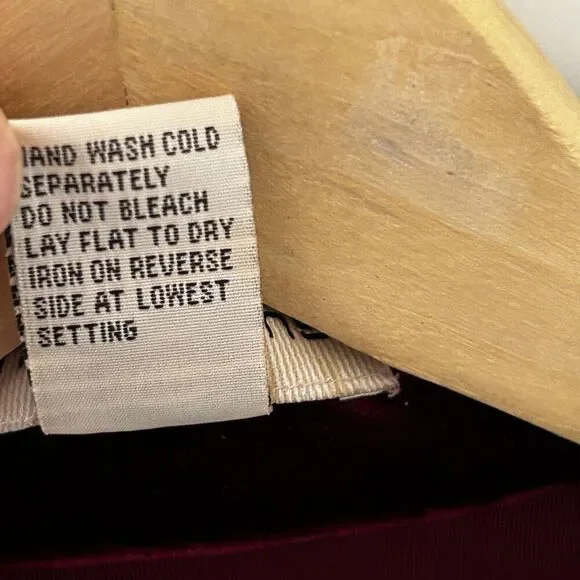 HAND WASH COLD
SEPARATELY
DO NOT BLEACH
LAY FLAT TO DRY
IRON ON REVERSE
SIDE AT LOWEST
SETTING